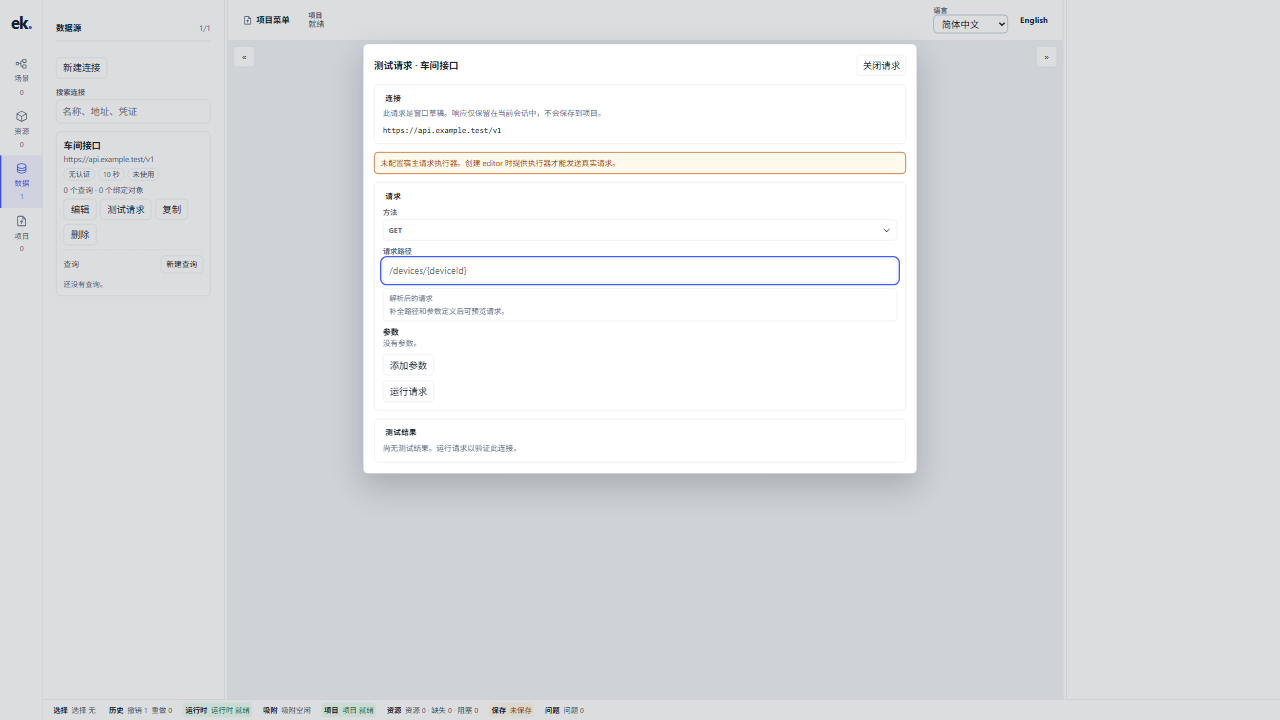 ek.
场景
0
资源
0
数据
1
项目
0
数据源
1/1
新建连接
搜索连接
名称、地址、凭证
车间接口
https://api.example.test/v1
无认证
10 秒
未使用
0 个查询 · 0 个绑定对象
编辑
测试请求
复制
删除
查询
新建查询
还没有查询。
项目菜单
项目
就绪
语言
简体中文
English
«
»
测试请求 · 车间接口
关闭请求
连接
此请求是窗口草稿。响应仅保留在当前会话中，不会保存到项目。
https://api.example.test/v1
未配置宿主请求执行器。创建 editor 时提供执行器才能发送真实请求。
请求
方法
GET
请求路径
/devices/{deviceId}
解析后的请求
补全路径和参数定义后可预览请求。
参数
没有参数。
添加参数
运行请求
测试结果
尚无测试结果。运行请求以验证此连接。
选择 选择 无 历史 撤销 1 · 重做 0 运行时 运行时 就绪 吸附 吸附空闲 项目 项目 就绪 资源 资源 0 · 缺失 0 · 阻塞 0 保存 未保存 问题 问题 0